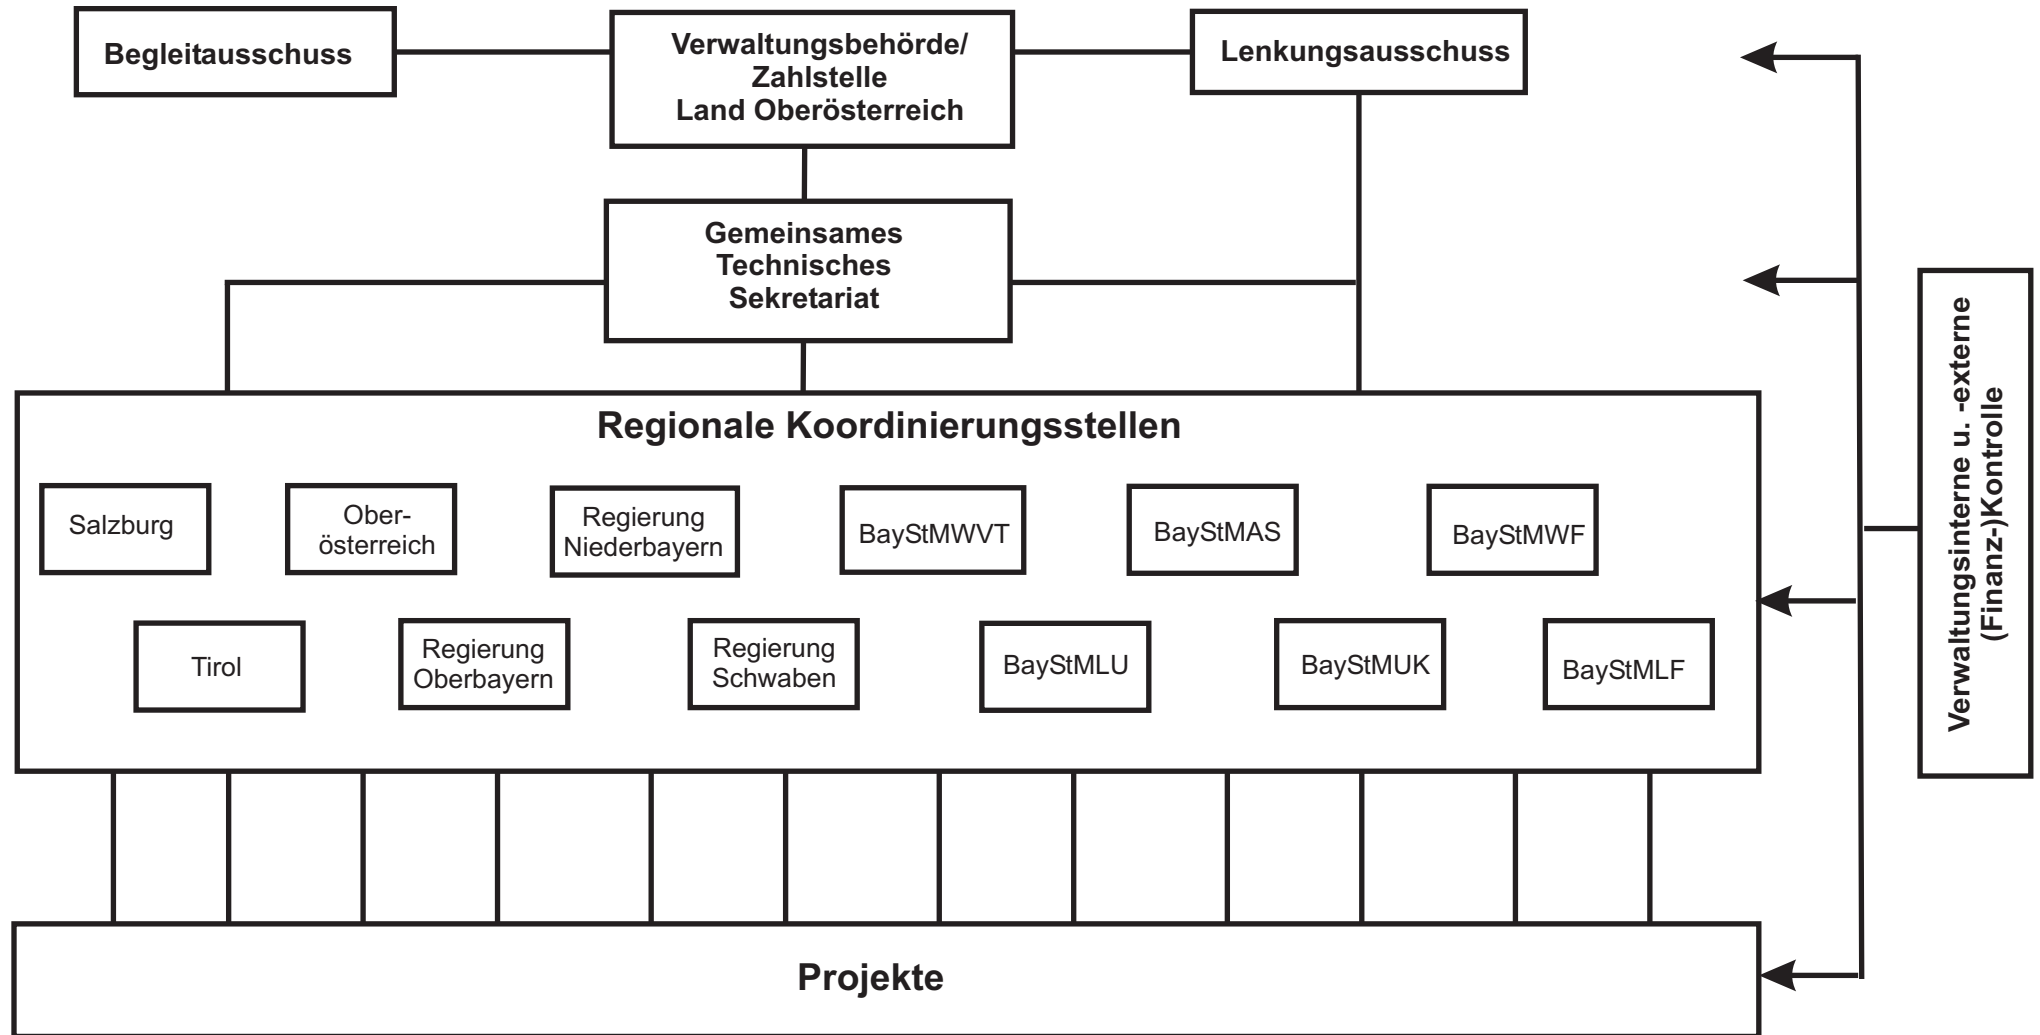 Begleitausschuss
Verwaltungsbehörde/
Zahlstelle
Land Oberösterreich
Lenkungsausschuss
Gemeinsames
Technisches
Sekretariat
Regionale Koordinierungsstellen
Salzburg
Ober-
österreich
Regierung
Niederbayern
BayStMWVT
BayStMAS
BayStMWF
Tirol
Regierung
Oberbayern
Regierung
Schwaben
BayStMLU
BayStMUK
BayStMLF
Projekte
Verwaltungsinterne u. -externe
(Finanz-)Kontrolle